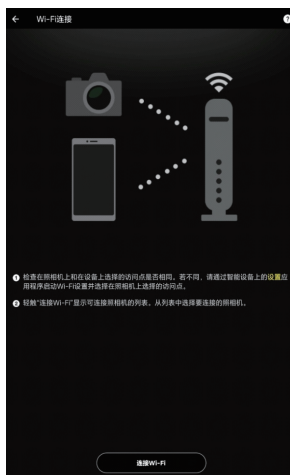 ← Wi-Fi连接 ?
❶ 检查在照相机上和在设备上选择的访问点是否相同。若不同，请通过智能设备上的设置应
用程序启动Wi-Fi设置并选择在照相机上选择的访问点。
❷ 轻触“连接Wi-Fi”显示可连接照相机的列表。从列表中选择要连接的照相机。
连接Wi-Fi